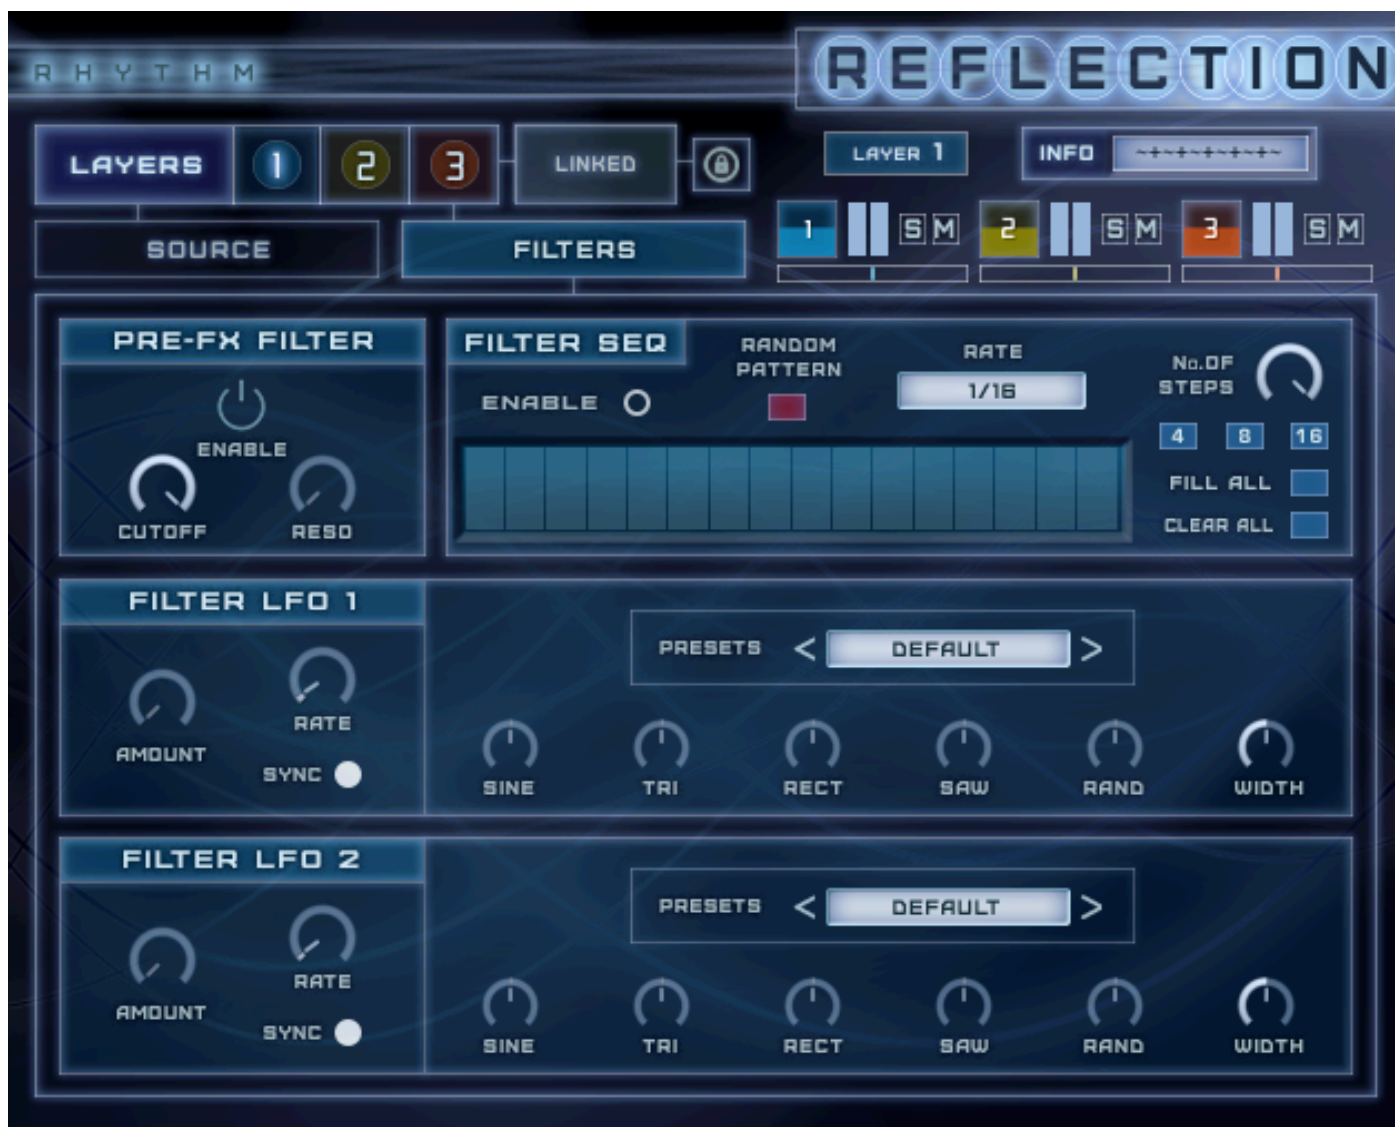 RHYTHM
REFLECTION
LAYERS 1 2 3 LINKED
LAYER 1
INFO ~+~+~+~+~+~
SOURCE
FILTERS
1 S M 2 S M 3 S M
PRE-FX FILTER
ENABLE
CUTOFF RESO
FILTER SEQ
ENABLE
RANDOM
PATTERN
RATE
1/16
No.OF
STEPS
4 8 16
FILL ALL
CLEAR ALL
FILTER LFO 1
AMOUNT
RATE
SYNC
PRESETS < DEFAULT >
SINE TRI RECT SAW RAND WIDTH
FILTER LFO 2
AMOUNT
RATE
SYNC
PRESETS < DEFAULT >
SINE TRI RECT SAW RAND WIDTH